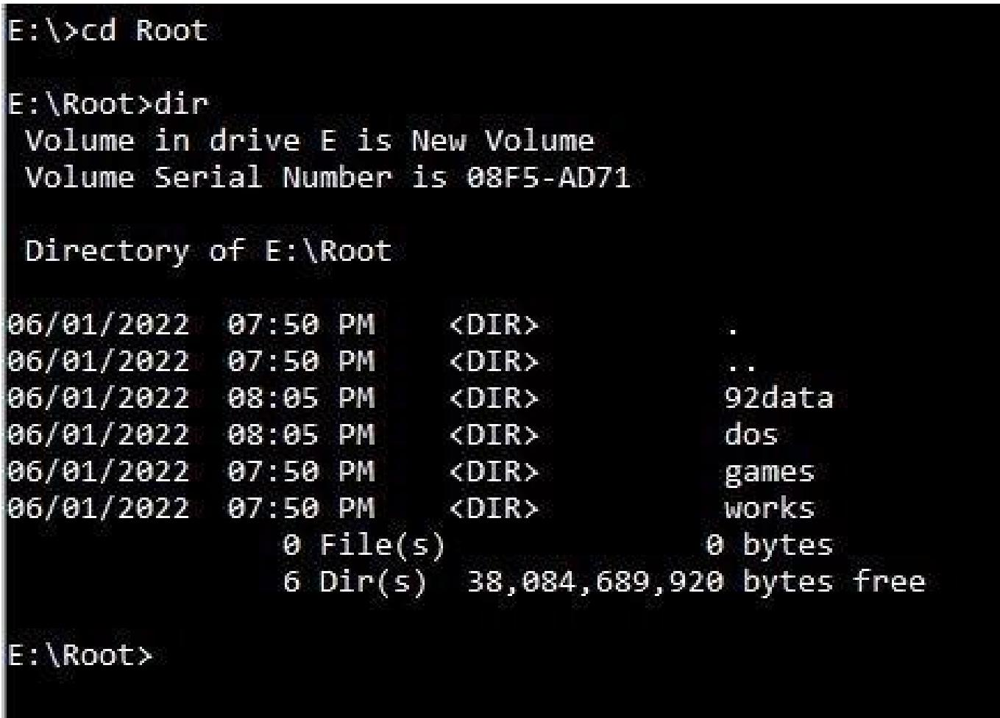 E:\>cd Root
E:\Root>dir
 Volume in drive E is New Volume
 Volume Serial Number is 08F5-AD71
 Directory of E:\Root
06/01/2022  07:50 PM    <DIR>          .
06/01/2022  07:50 PM    <DIR>          ..
06/01/2022  08:05 PM    <DIR>          92data
06/01/2022  08:05 PM    <DIR>          dos
06/01/2022  07:50 PM    <DIR>          games
06/01/2022  07:50 PM    <DIR>          works
               0 File(s)              0 bytes
               6 Dir(s)  38,084,689,920 bytes free
E:\Root>